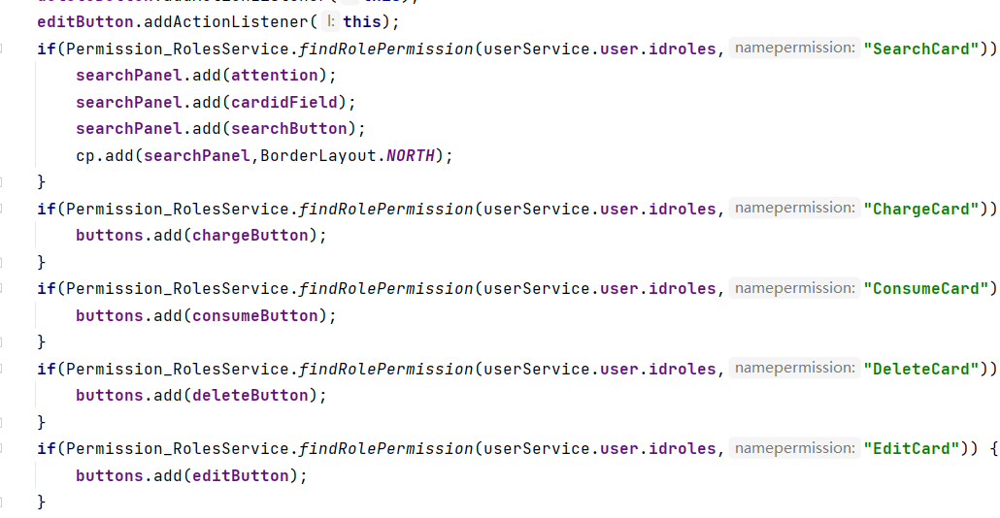 editButton.addActionListener( l: this);
if(Permission_RolesService.findRolePermission(userService.user.idroles, namepermission: "SearchCard"))
searchPanel.add(attention);
searchPanel.add(cardidField);
searchPanel.add(searchButton);
cp.add(searchPanel,BorderLayout.NORTH);
}
if(Permission_RolesService.findRolePermission(userService.user.idroles, namepermission: "ChargeCard"))
buttons.add(chargeButton);
}
if(Permission_RolesService.findRolePermission(userService.user.idroles, namepermission: "ConsumeCard")
buttons.add(consumeButton);
}
if(Permission_RolesService.findRolePermission(userService.user.idroles, namepermission: "DeleteCard"))
buttons.add(deleteButton);
}
if(Permission_RolesService.findRolePermission(userService.user.idroles, namepermission: "EditCard")) {
buttons.add(editButton);
}